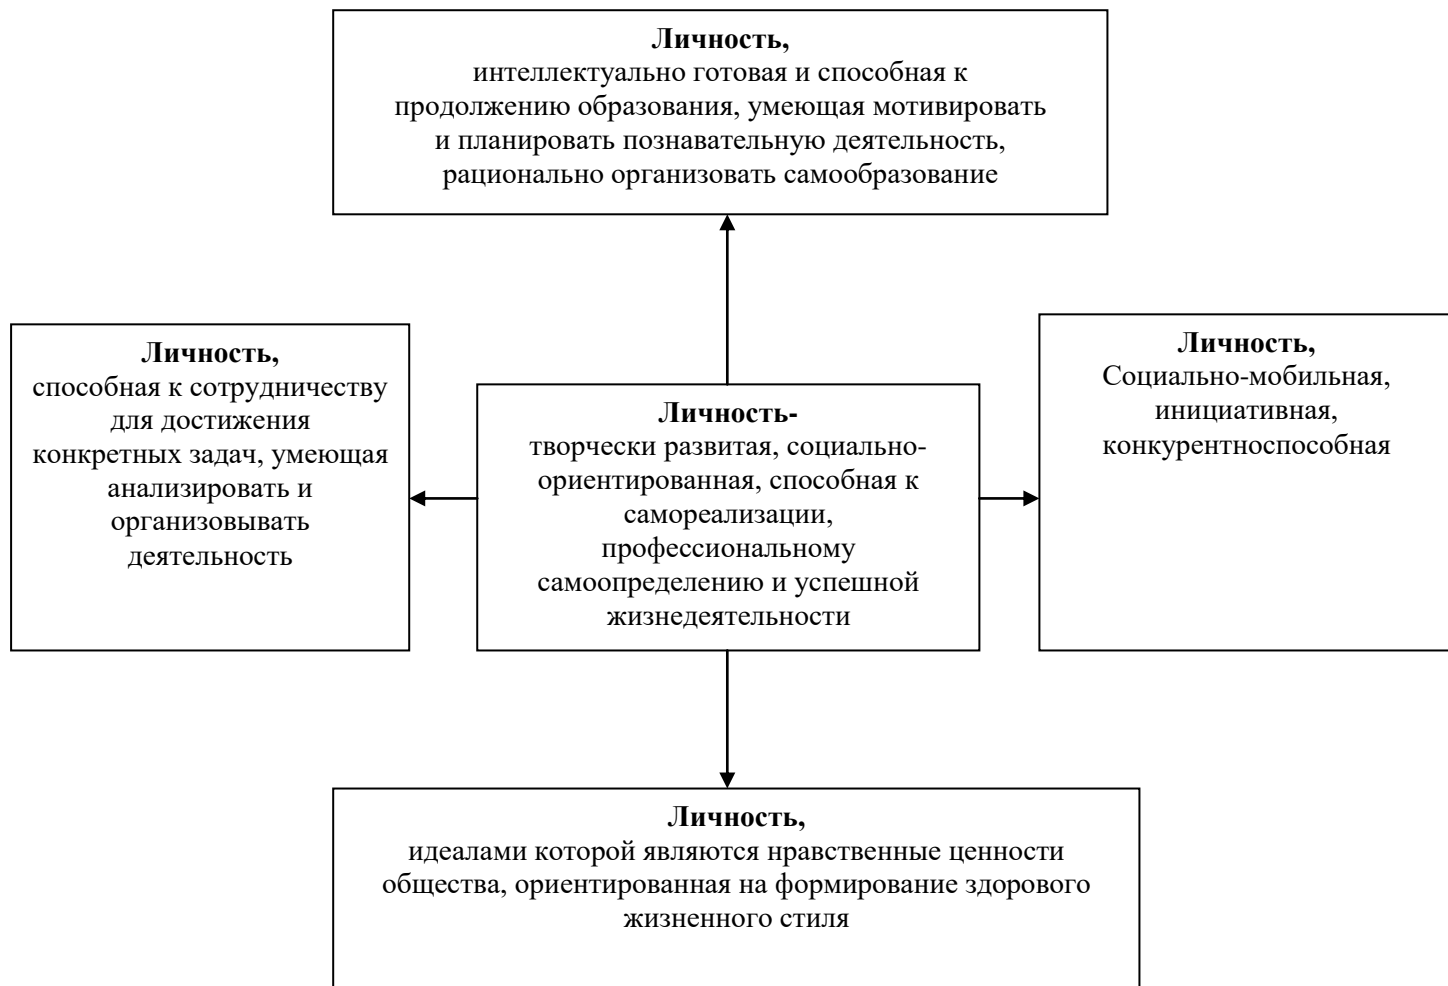 Личность,
интеллектуально готовая и способная к
продолжению образования, умеющая мотивировать
и планировать познавательную деятельность,
рационально организовать самообразование
Личность,
способная к сотрудничеству
для достижения
конкретных задач, умеющая
анализировать и
организовывать
деятельность
Личность-
творчески развитая, социально-
ориентированная, способная к
самореализации,
профессиональному
самоопределению и успешной
жизнедеятельности
Личность,
Социально-мобильная,
инициативная,
конкурентноспособная
Личность,
идеалами которой являются нравственные ценности
общества, ориентированная на формирование здорового
жизненного стиля